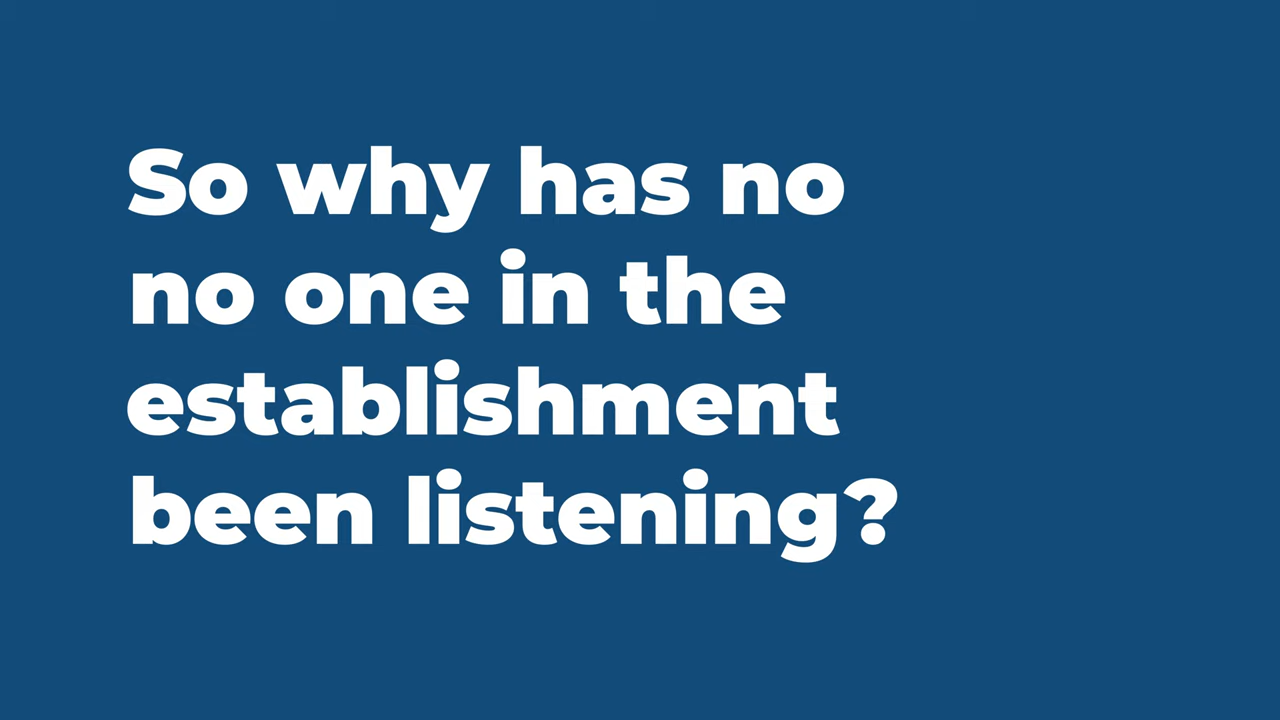 So why has no
no one in the
establishment
been listening?